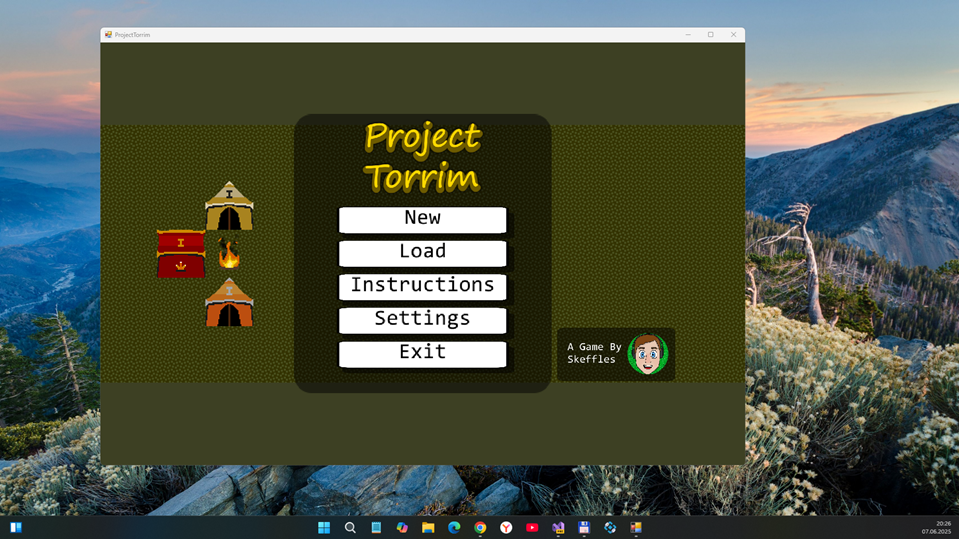 ProjectTorrim
Project
Torrim
I
I
I
New
Load
Instructions
Settings
Exit
A Game By
Skeffles
Y
20:26
07.06.2025